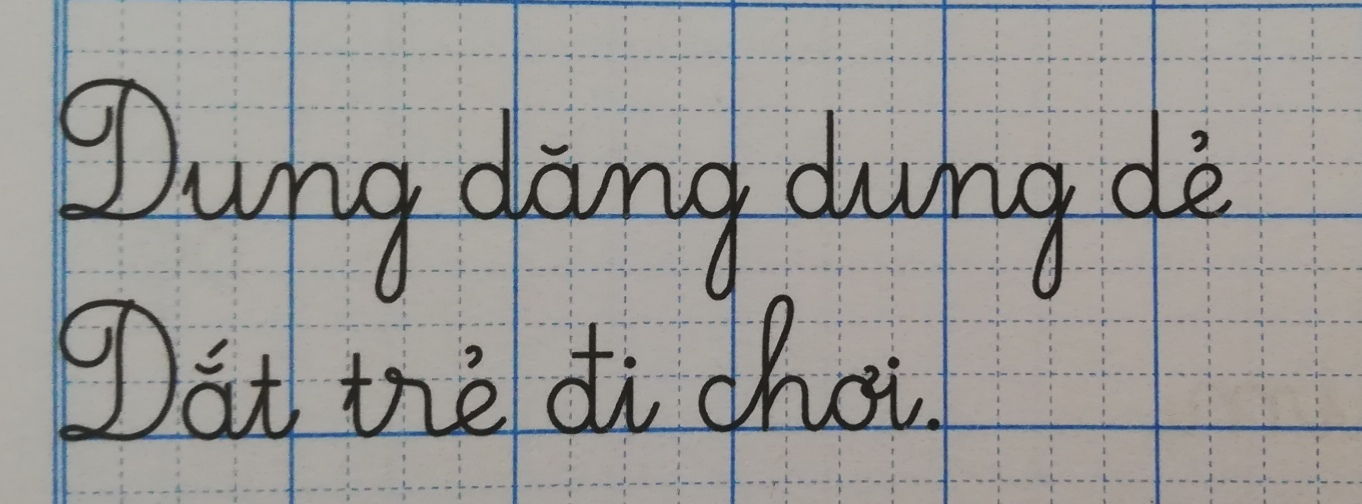 Dung dăng dung dẻ
Dắt trẻ đi chơi.